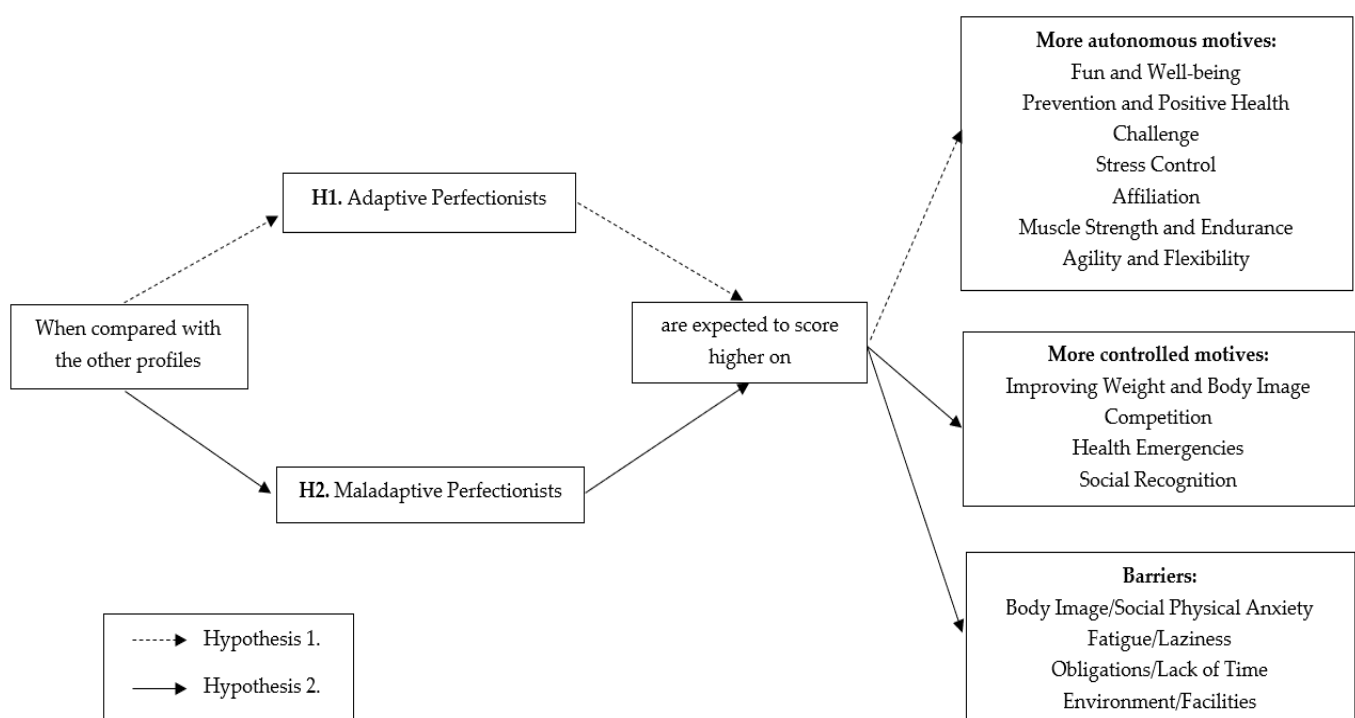 When compared with
the other profiles
H1. Adaptive Perfectionists
H2. Maladaptive Perfectionists
are expected to score
higher on
More autonomous motives:
Fun and Well-being
Prevention and Positive Health
Challenge
Stress Control
Affiliation
Muscle Strength and Endurance
Agility and Flexibility
More controlled motives:
Improving Weight and Body Image
Competition
Health Emergencies
Social Recognition
Barriers:
Body Image/Social Physical Anxiety
Fatigue/Laziness
Obligations/Lack of Time
Environment/Facilities
Hypothesis 1.
Hypothesis 2.